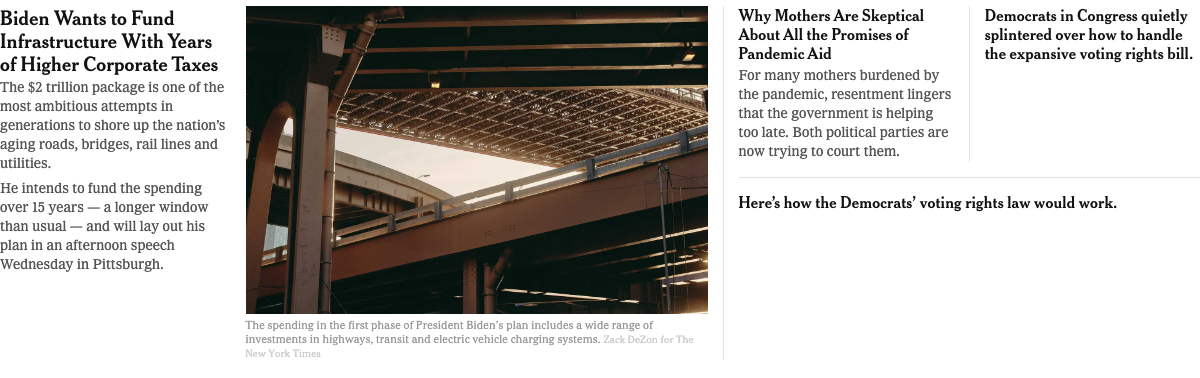 Biden Wants to Fund
Infrastructure With Years
of Higher Corporate Taxes
The $2 trillion package is one of the
most ambitious attempts in
generations to shore up the nation’s
aging roads, bridges, rail lines and
utilities.
He intends to fund the spending
over 15 years — a longer window
than usual — and will lay out his
plan in an afternoon speech
Wednesday in Pittsburgh.
The spending in the first phase of President Biden’s plan includes a wide range of
investments in highways, transit and electric vehicle charging systems. Zack DeZon for The
New York Times
Why Mothers Are Skeptical
About All the Promises of
Pandemic Aid
For many mothers burdened by
the pandemic, resentment lingers
that the government is helping
too late. Both political parties are
now trying to court them.
Democrats in Congress quietly
splintered over how to handle
the expansive voting rights bill.
Here’s how the Democrats’ voting rights law would work.